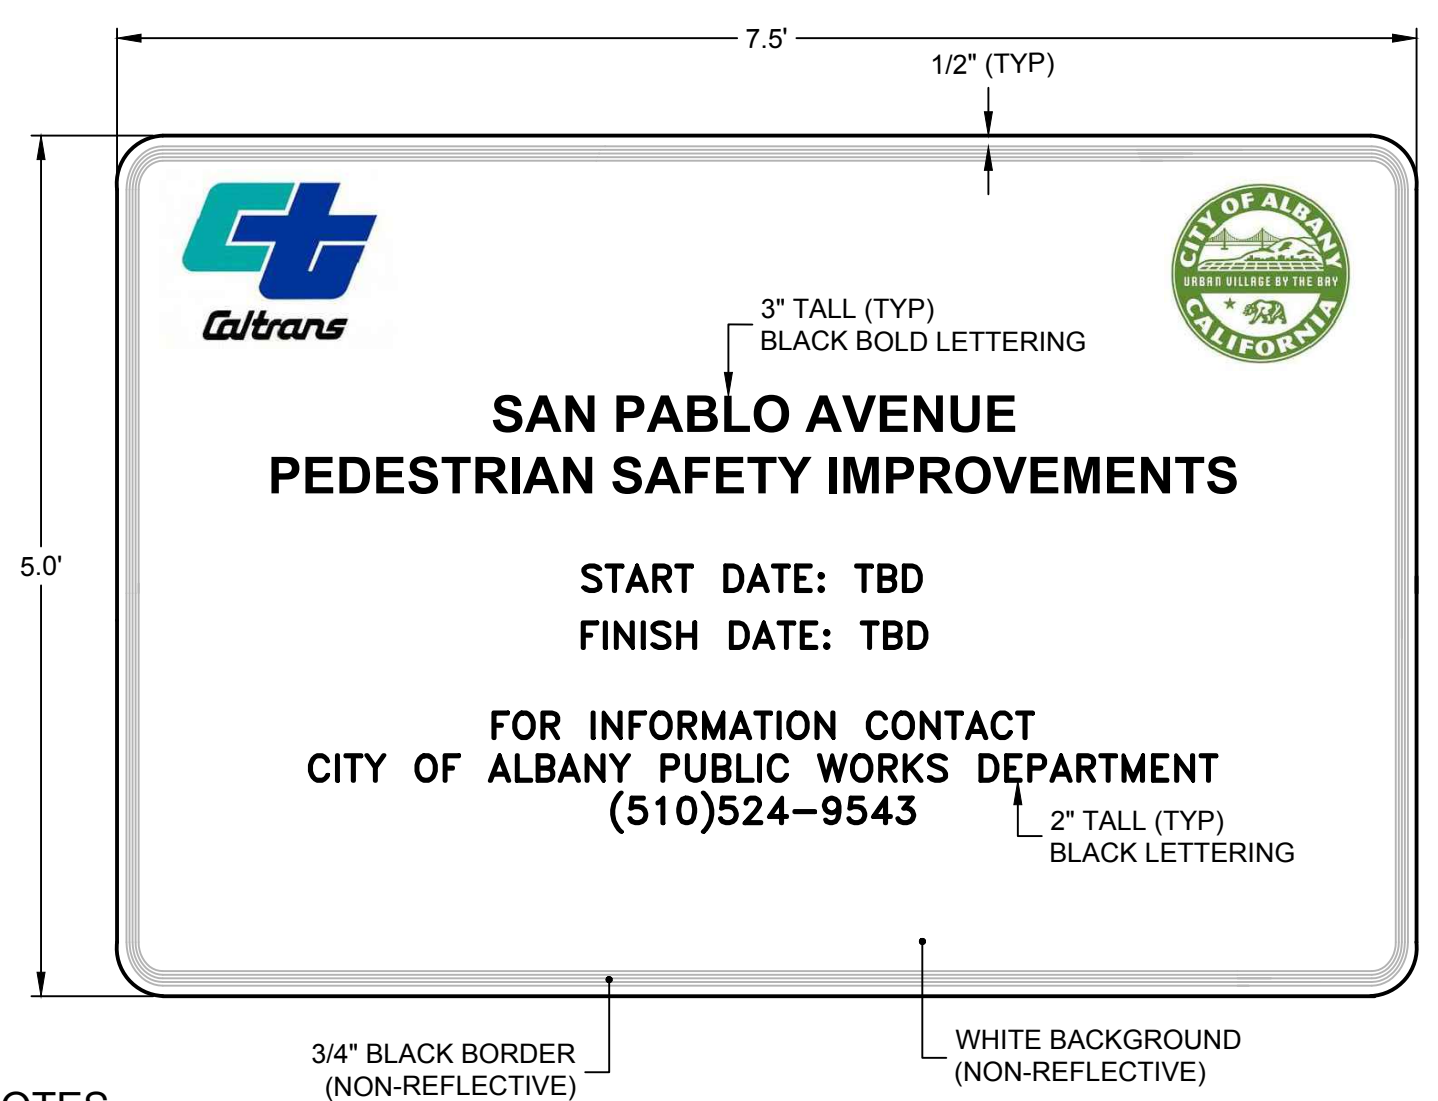 7.5'
1/2" (TYP)
Caltrans
CITY OF ALBANY
URBAN VILLAGE BY THE BAY
CALIFORNIA
3" TALL (TYP)
BLACK BOLD LETTERING
SAN PABLO AVENUE
PEDESTRIAN SAFETY IMPROVEMENTS
5.0'
START DATE: TBD
FINISH DATE: TBD
FOR INFORMATION CONTACT
CITY OF ALBANY PUBLIC WORKS DEPARTMENT
(510)524-9543
2" TALL (TYP)
BLACK LETTERING
3/4" BLACK BORDER
(NON-REFLECTIVE)
WHITE BACKGROUND
(NON-REFLECTIVE)